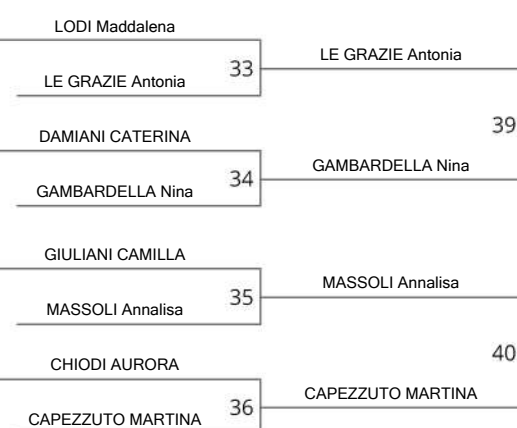 LODI Maddalena
33
LE GRAZIE Antonia
LE GRAZIE Antonia
39
DAMIANI CATERINA
34
GAMBARDELLA Nina
GAMBARDELLA Nina
GIULIANI CAMILLA
35
MASSOLI Annalisa
MASSOLI Annalisa
40
CHIODI AURORA
36
CAPEZZUTO MARTINA
CAPEZZUTO MARTINA